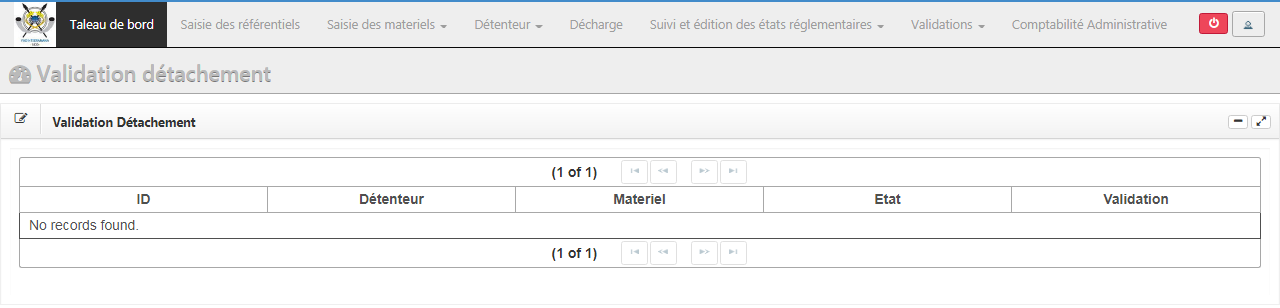 Taleau de bord
Saisie des référentiels
Saisie des materiels
Détenteur
Décharge
Suivi et édition des états réglementaires
Validations
Comptabilité Administrative
Validation détachement
Validation Détachement
(1 of 1)
ID Détenteur Materiel Etat Validation
No records found.
(1 of 1)